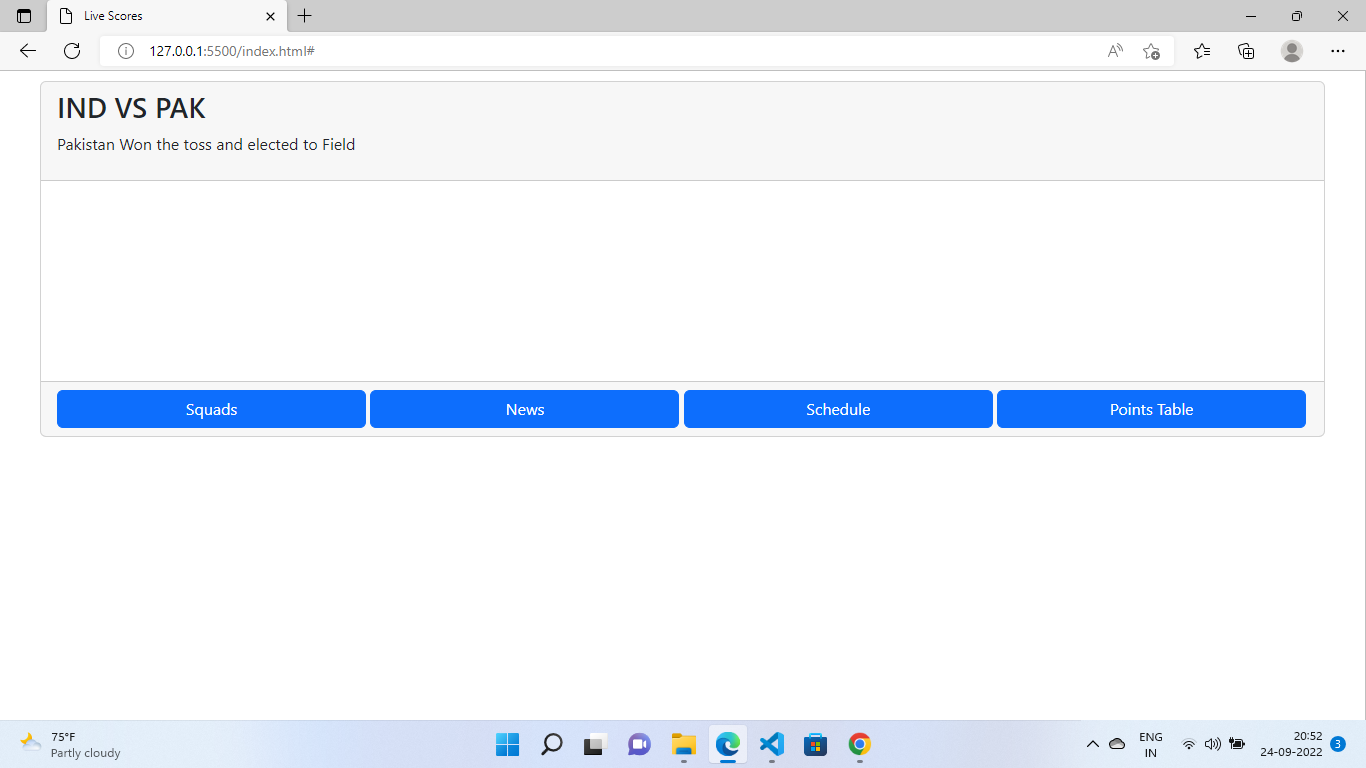 Live Scores
127.0.0.1:5500/index.html#
IND VS PAK
Pakistan Won the toss and elected to Field
Squads News Schedule Points Table
75°F
Partly cloudy
ENG
IN
20:52
24-09-2022
3